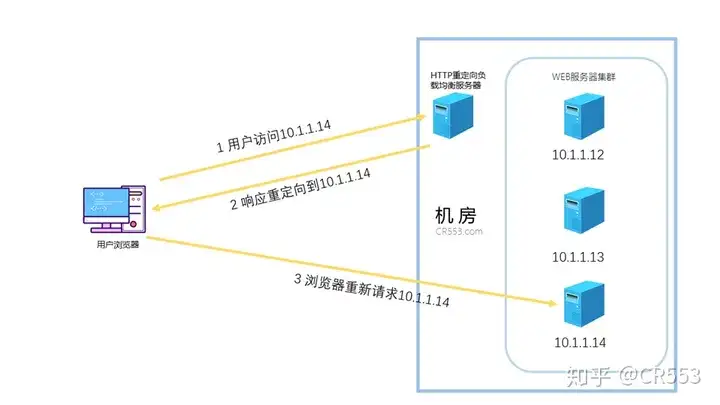 HTTP重定向负
载均衡服务器
WEB服务器集群
1 用户访问10.1.1.14
10.1.1.12
2 响应重定向到10.1.1.14
机房
CR553.com
用户浏览器
10.1.1.13
3 浏览器重新请求10.1.1.14
10.1.1.14
知乎 @CR553